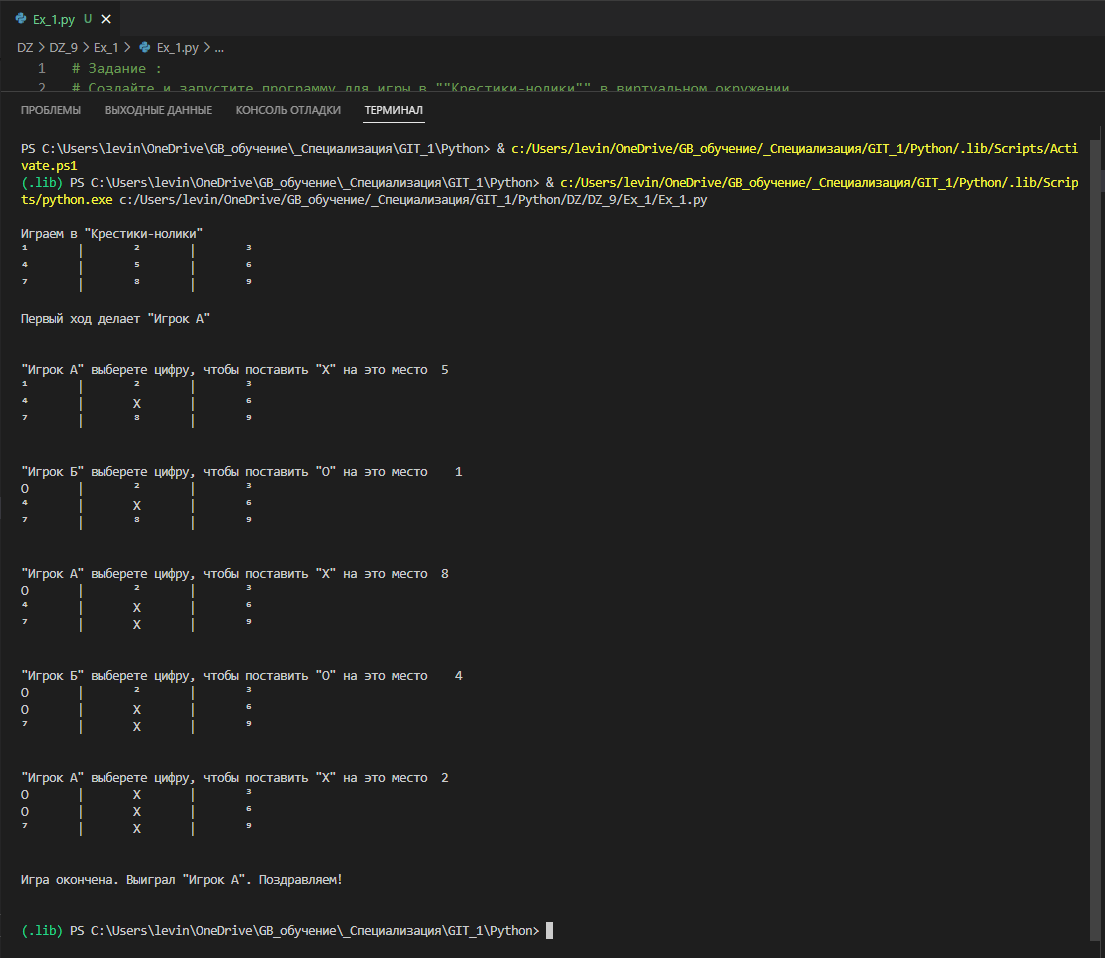 Ex_1.py U ×
DZ > DZ_9 > Ex_1 > Ex_1.py > ...
1 # Задание :
2 # Создайте и запустите программу для игры в ""Крестики-нолики"" в виртуальном окружении
ПРОБЛЕМЫ ВЫХОДНЫЕ ДАННЫЕ КОНСОЛЬ ОТЛАДКИ ТЕРМИНАЛ
PS C:\Users\levin\OneDrive\GB_обучение\_Специализация\GIT_1\Python> & c:/Users/levin/OneDrive/GB_обучение/_Специализация/GIT_1/Python/.lib/Scripts/Acti
vate.ps1
(.lib) PS C:\Users\levin\OneDrive\GB_обучение\_Специализация\GIT_1\Python> & c:/Users/levin/OneDrive/GB_обучение/_Специализация/GIT_1/Python/.lib/Scrip
ts/python.exe c:/Users/levin/OneDrive/GB_обучение/_Специализация/GIT_1/Python/DZ/DZ_9/Ex_1/Ex_1.py
Играем в "Крестики-нолики"
¹ | ² | ³
⁴ | ⁵ | ⁶
⁷ | ⁸ | ⁹
Первый ход делает "Игрок А"
"Игрок А" выберете цифру, чтобы поставить "X" на это место 5
¹ | ² | ³
⁴ | X | ⁶
⁷ | ⁸ | ⁹
"Игрок Б" выберете цифру, чтобы поставить "O" на это место 1
O | ² | ³
⁴ | X | ⁶
⁷ | ⁸ | ⁹
"Игрок А" выберете цифру, чтобы поставить "X" на это место 8
O | ² | ³
⁴ | X | ⁶
⁷ | X | ⁹
"Игрок Б" выберете цифру, чтобы поставить "O" на это место 4
O | ² | ³
O | X | ⁶
⁷ | X | ⁹
"Игрок А" выберете цифру, чтобы поставить "X" на это место 2
O | X | ³
O | X | ⁶
⁷ | X | ⁹
Игра окончена. Выиграл "Игрок А". Поздравляем!
(.lib) PS C:\Users\levin\OneDrive\GB_обучение\_Специализация\GIT_1\Python>